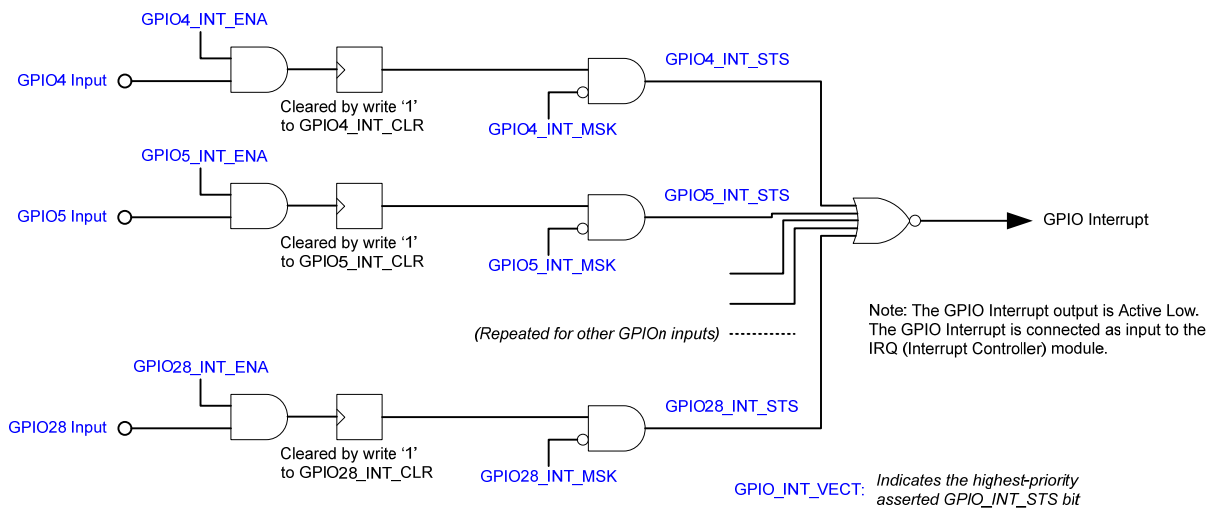 GPIO4_INT_ENA
GPIO4 Input
Cleared by write ‘1’
to GPIO4_INT_CLR
GPIO4_INT_MSK
GPIO4_INT_STS
GPIO5_INT_ENA
GPIO5 Input
Cleared by write ‘1’
to GPIO5_INT_CLR
GPIO5_INT_MSK
GPIO5_INT_STS
GPIO Interrupt
Note: The GPIO Interrupt output is Active Low.
The GPIO Interrupt is connected as input to the
IRQ (Interrupt Controller) module.
(Repeated for other GPIOn inputs)
GPIO28_INT_ENA
GPIO28 Input
Cleared by write ‘1’
to GPIO28_INT_CLR
GPIO28_INT_MSK
GPIO28_INT_STS
GPIO_INT_VECT: Indicates the highest-priority
asserted GPIO_INT_STS bit